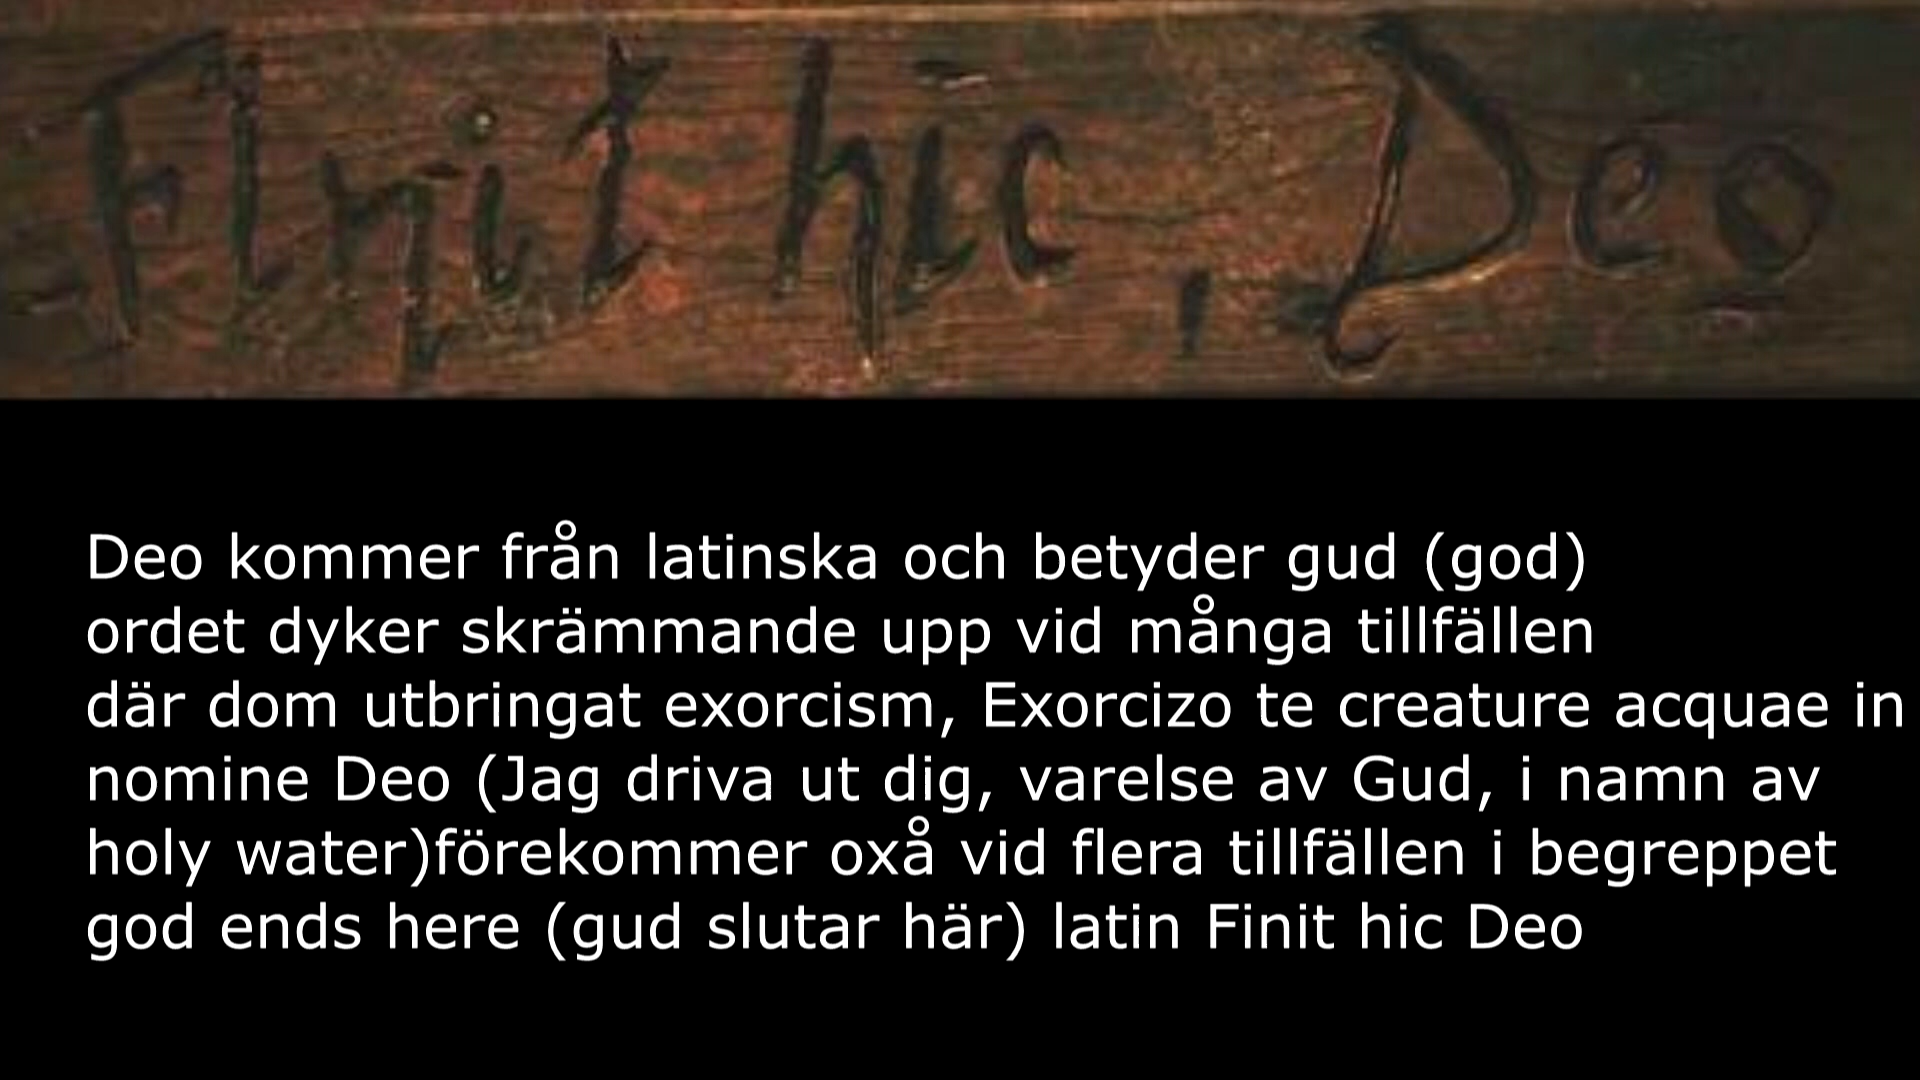 Finit hic Deo
Deo kommer från latinska och betyder gud (god)
ordet dyker skrämmande upp vid många tillfällen
där dom utbringat exorcism, Exorcizo te creature acquae in
nomine Deo (Jag driva ut dig, varelse av Gud, i namn av
holy water)förekommer oxå vid flera tillfällen i begreppet
god ends here (gud slutar här) latin Finit hic Deo